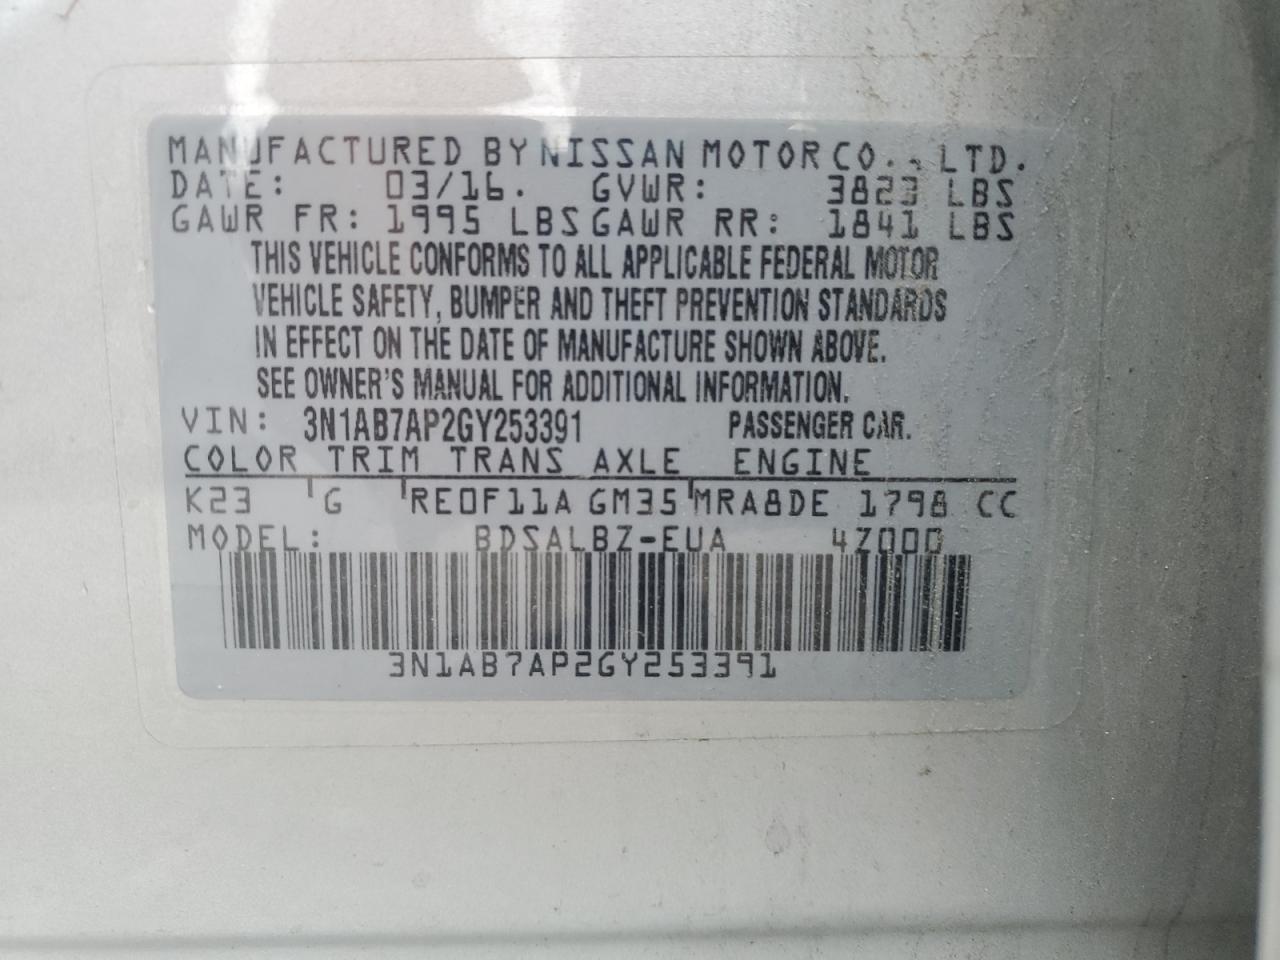 MANUFACTURED BY NISSAN MOTOR CO., LTD.
DATE: 03/16. GVWR: 3823 LBS
GAWR FR: 1995 LBS GAWR RR: 1841 LBS
THIS VEHICLE CONFORMS TO ALL APPLICABLE FEDERAL MOTOR
VEHICLE SAFETY, BUMPER AND THEFT PREVENTION STANDARDS
IN EFFECT ON THE DATE OF MANUFACTURE SHOWN ABOVE.
SEE OWNER'S MANUAL FOR ADDITIONAL INFORMATION.
VIN: 3N1AB7AP2GY253391 PASSENGER CAR.
COLOR TRIM TRANS AXLE ENGINE
K23 G RE0F11A GM35 MRA8DE 1798 CC
MODEL: BDSALBZ-EUA 4Z000
3N1AB7AP2GY253391